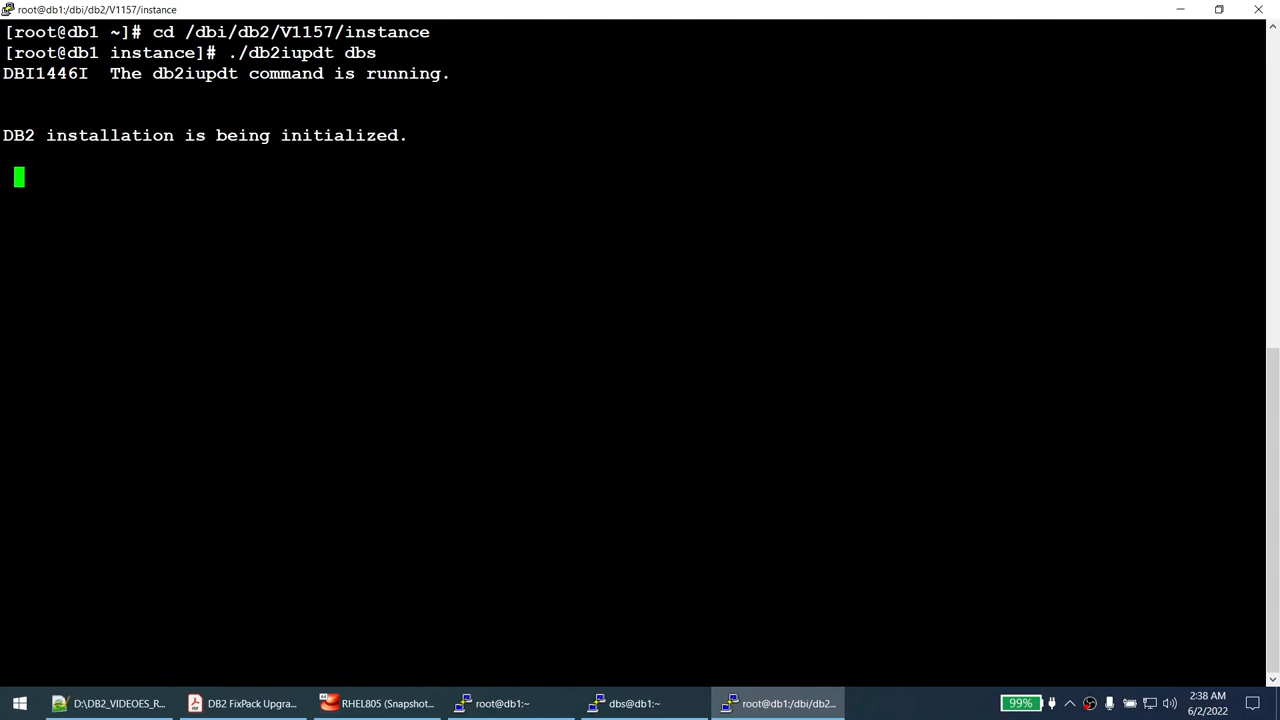 root@db1:/dbi/db2/V1157/instance
[root@db1 ~]# cd /dbi/db2/V1157/instance
[root@db1 instance]# ./db2iupdt dbs
DBI1446I  The db2iupdt command is running.
DB2 installation is being initialized.
D:\DB2_VIDEOES_R...
DB2 FixPack Upgra...
RHEL805 (Snapshot...
root@db1:~
dbs@db1:~
root@db1:/dbi/db2...
99%
2:38 AM
6/2/2022